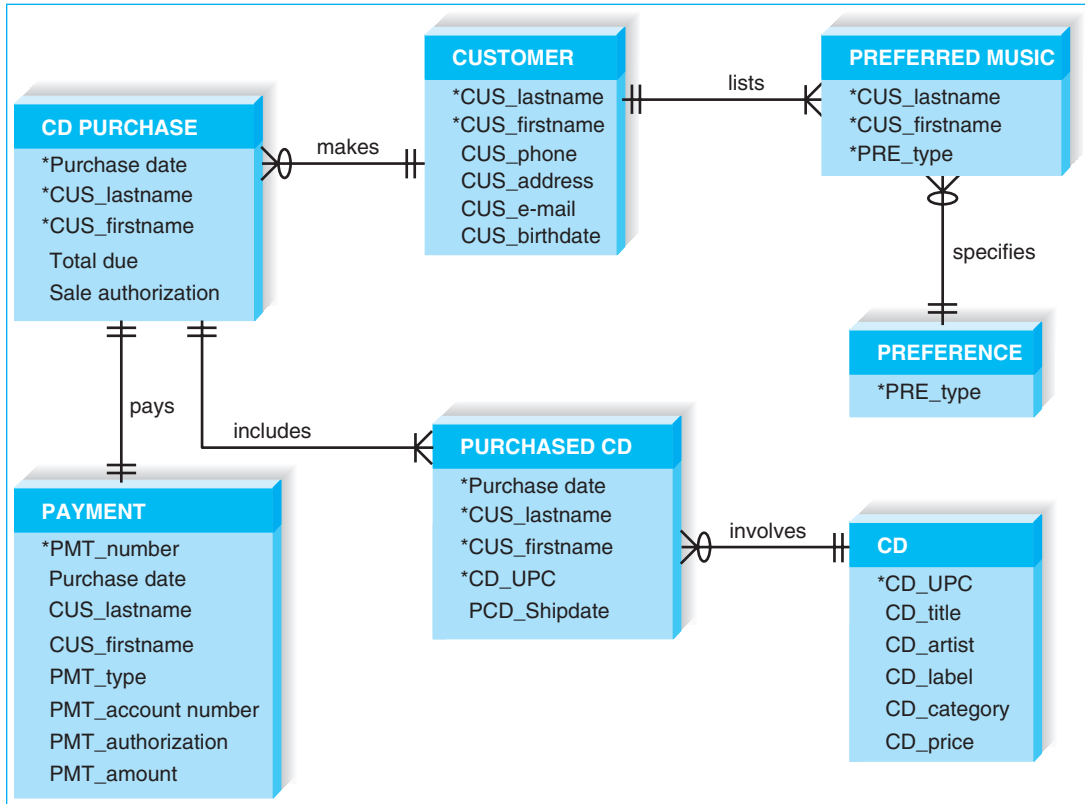 CUSTOMER
*CUS_lastname
*CUS_firstname
CUS_phone
CUS_address
CUS_e-mail
CUS_birthdate
lists
PREFERRED MUSIC
*CUS_lastname
*CUS_firstname
*PRE_type
CD PURCHASE
*Purchase date
*CUS_lastname
*CUS_firstname
Total due
Sale authorization
makes
specifies
PREFERENCE
*PRE_type
pays
includes
PURCHASED CD
*Purchase date
*CUS_lastname
*CUS_firstname
*CD_UPC
PCD_Shipdate
involves
CD
*CD_UPC
CD_title
CD_artist
CD_label
CD_category
CD_price
PAYMENT
*PMT_number
Purchase date
CUS_lastname
CUS_firstname
PMT_type
PMT_account number
PMT_authorization
PMT_amount